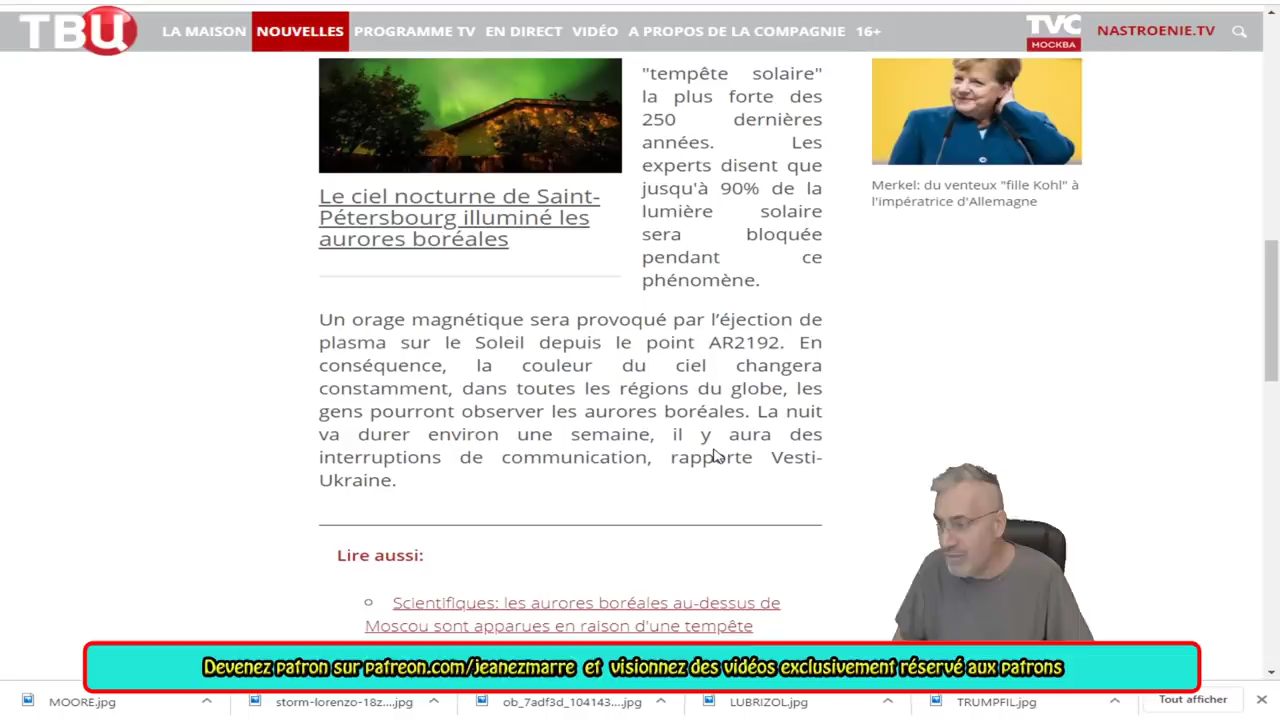 TBU LA MAISON NOUVELLES PROGRAMME TV EN DIRECT VIDÉO A PROPOS DE LA COMPAGNIE 16+ TVC МОСКВА NASTROENIE.TV
"tempête solaire"
la plus forte des
250 dernières
années. Les
experts disent que
jusqu'à 90% de la
lumière solaire
sera bloquée
pendant ce
phénomène.
Le ciel nocturne de Saint-
Pétersbourg illuminé les
aurores boréales
Merkel: du venteux "fille Kohl" à
l'impératrice d'Allemagne
Un orage magnétique sera provoqué par l’éjection de
plasma sur le Soleil depuis le point AR2192. En
conséquence, la couleur du ciel changera
constamment, dans toutes les régions du globe, les
gens pourront observer les aurores boréales. La nuit
va durer environ une semaine, il y aura des
interruptions de communication, rapporte Vesti-
Ukraine.
Lire aussi:
Scientifiques: les aurores boréales au-dessus de
Moscou sont apparues en raison d'une tempête
Devenez patron sur patreon.com/jeanezmarre et visionnez des vidéos exclusivement réservé aux patrons
MOORE.jpg storm-lorenzo-18z....jpg ob_7adf3d_104143....jpg LUBRIZOL.jpg TRUMPFIL.jpg Tout afficher